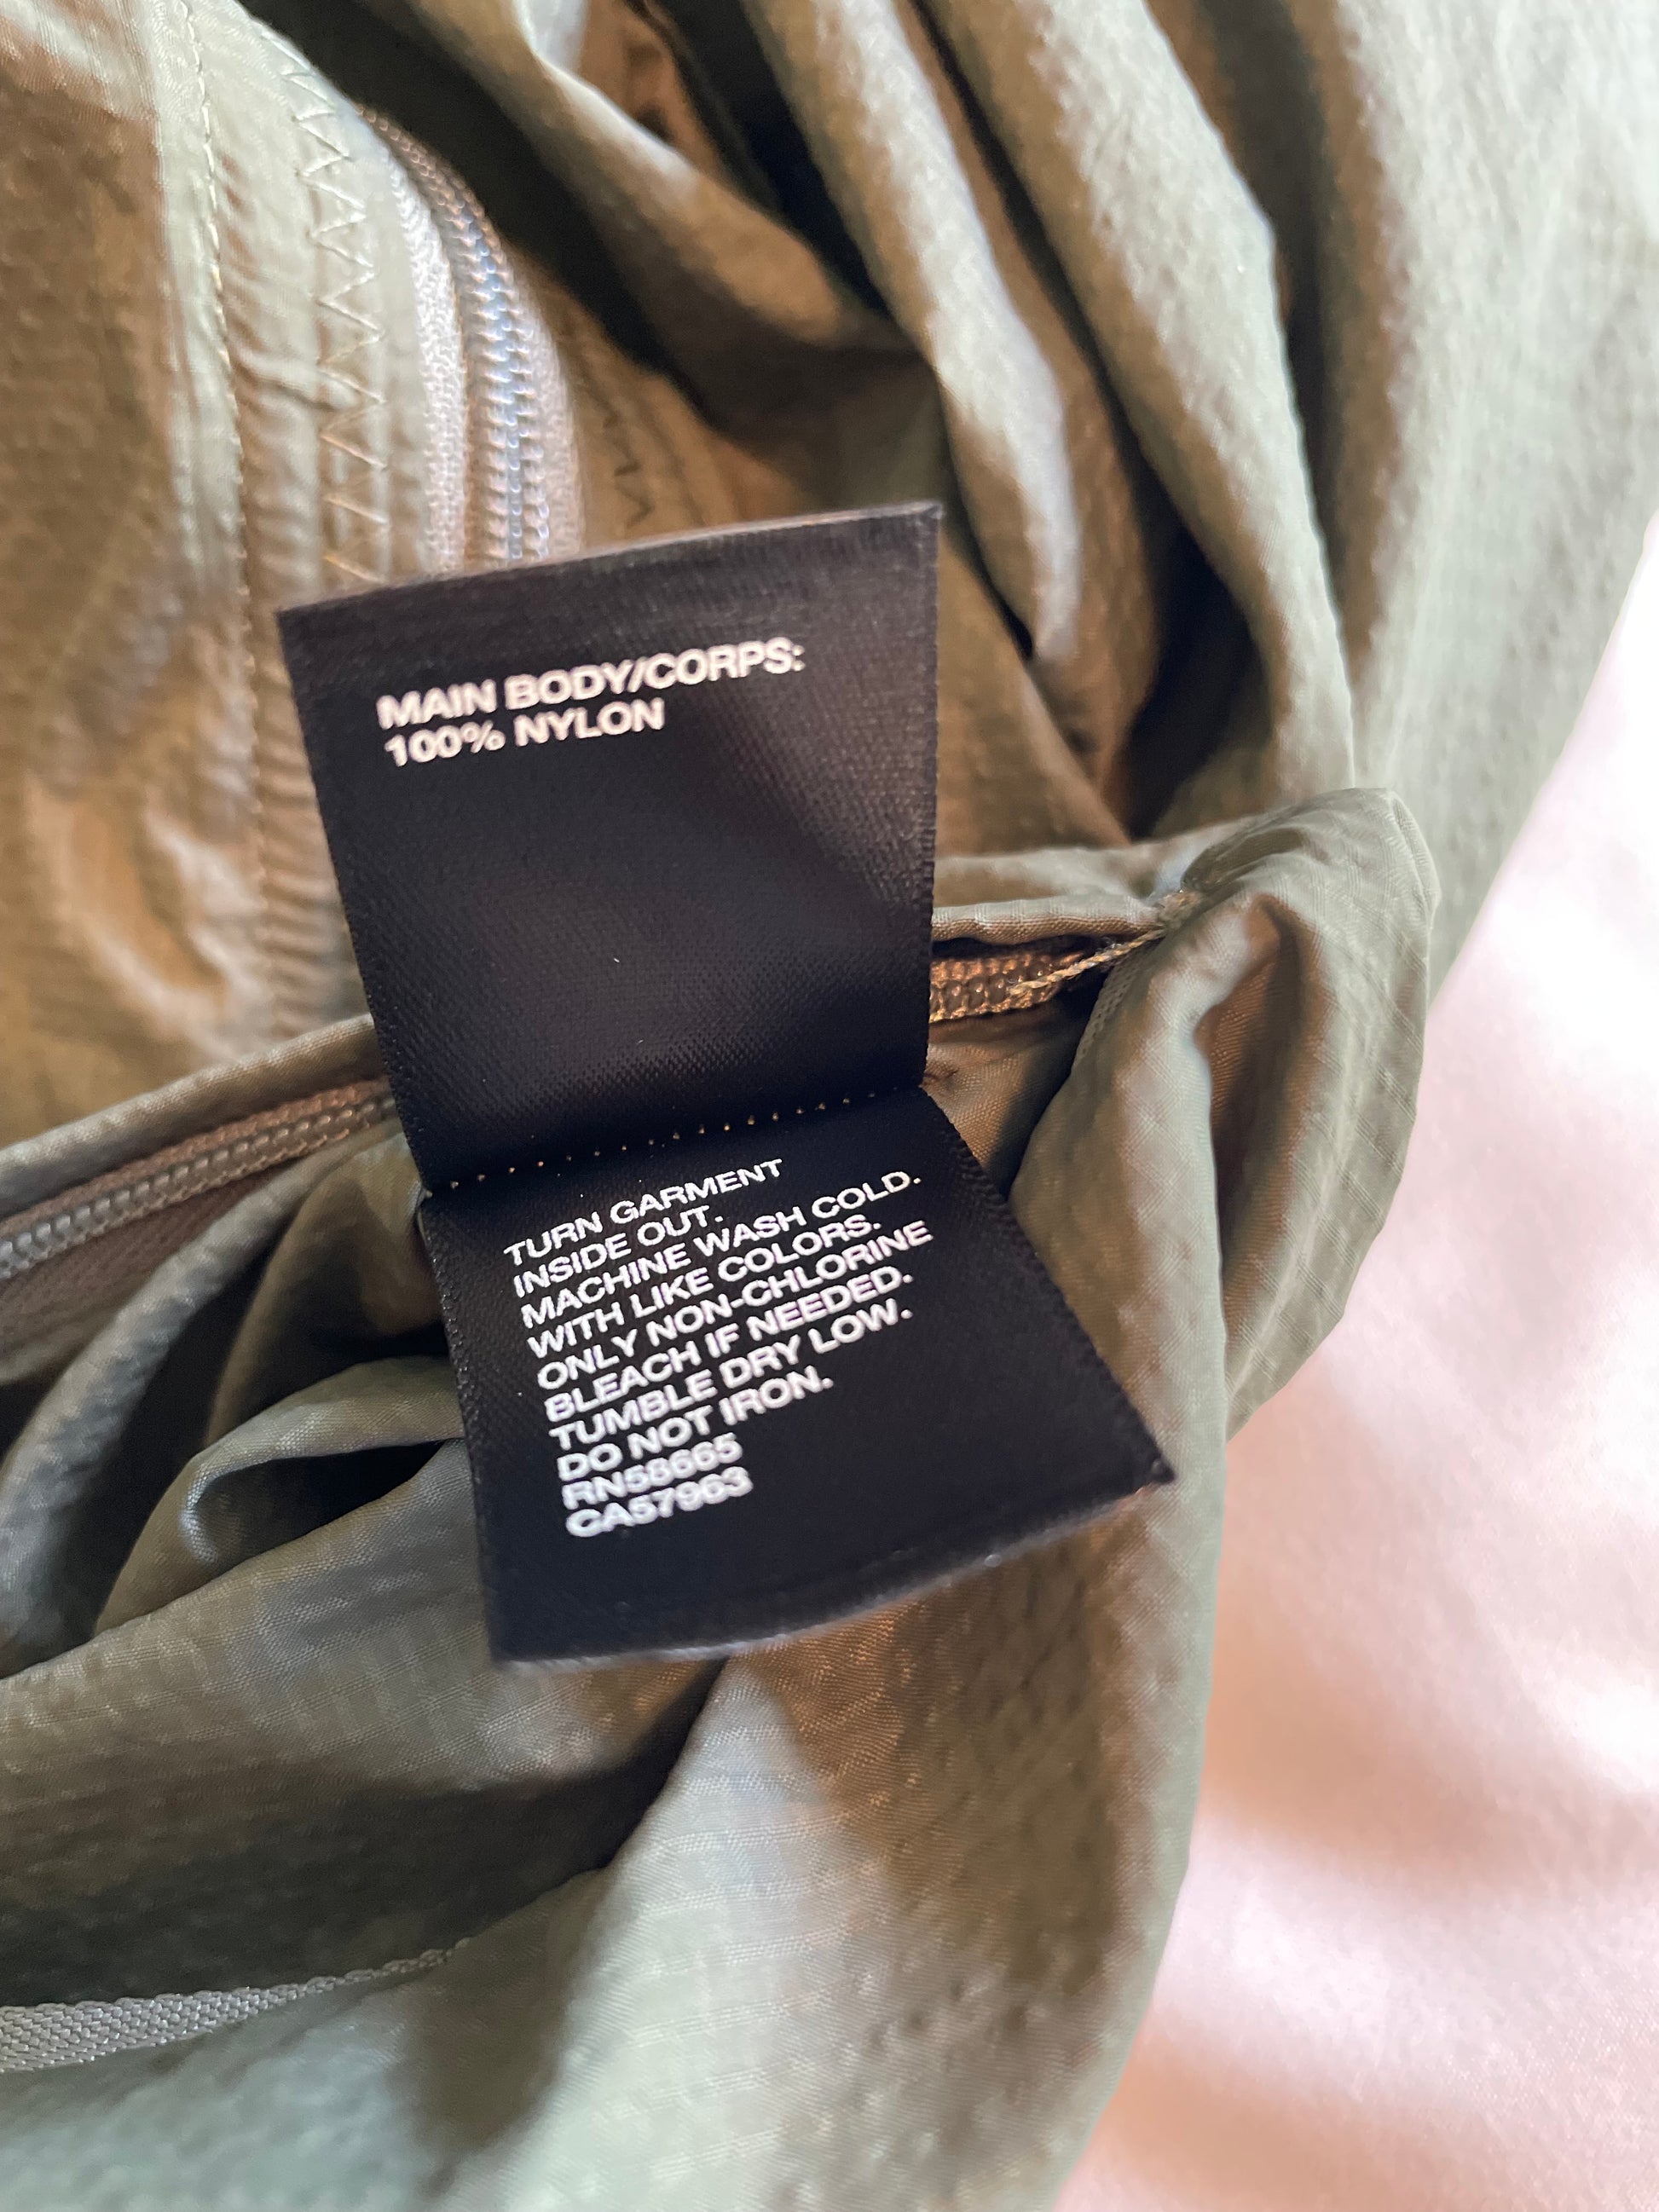 MAIN BODY/CORPS:
100% NYLON
TURN GARMENT
INSIDE OUT.
MACHINE WASH COLD.
WITH LIKE COLORS.
ONLY NON-CHLORINE
BLEACH IF NEEDED.
TUMBLE DRY LOW.
DO NOT IRON.
RN58665
CA57963